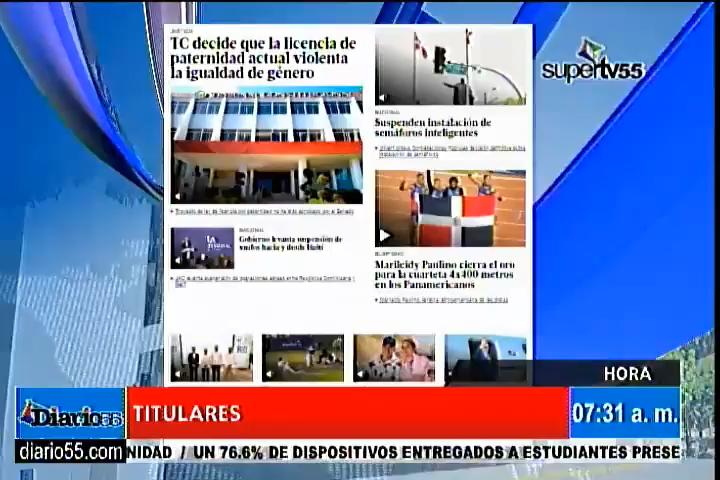 TC decide que la licencia de
paternidad actual violenta
la igualdad de género
NACIONAL
Suspenden instalación de
semáforos inteligentes
Gobierno levanta suspensión de
vuelos hacia y desde Haití
Marileidy Paulino cierra el oro
para la cuarteta 4x400 metros
en los Panamericanos
supertv55
HORA
Diario55
TITULARES
07:31 a. m.
diario55.com
NIDAD / UN 76.6% DE DISPOSITIVOS ENTREGADOS A ESTUDIANTES PRESE